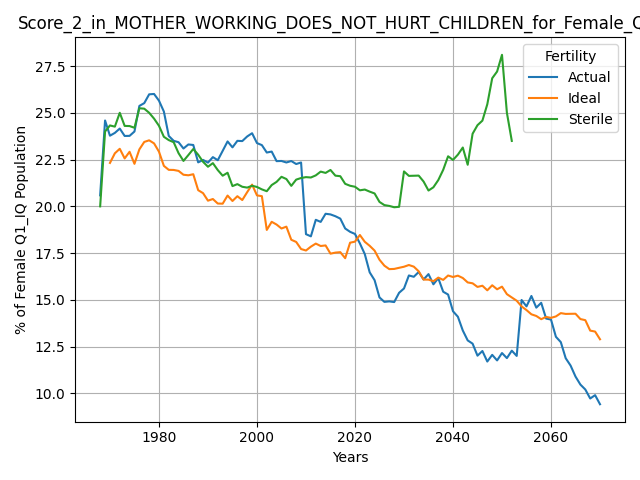 Score_2_in_MOTHER_WORKING_DOES_NOT_HURT_CHILDREN_for_Female_Q
27.5
25.0
22.5
20.0
17.5
15.0
12.5
10.0
% of Female Q1_IQ Population
Fertility
Actual
Ideal
Sterile
1980
2000
2020
2040
2060
Years